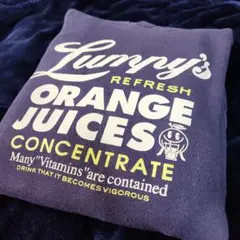 Lumpy's
REFRESH
ORANGE
JUICES
CONCENTRATE
Many "Vitamins" are contained
DRINK THAT IT BECOMES VIGOROUS